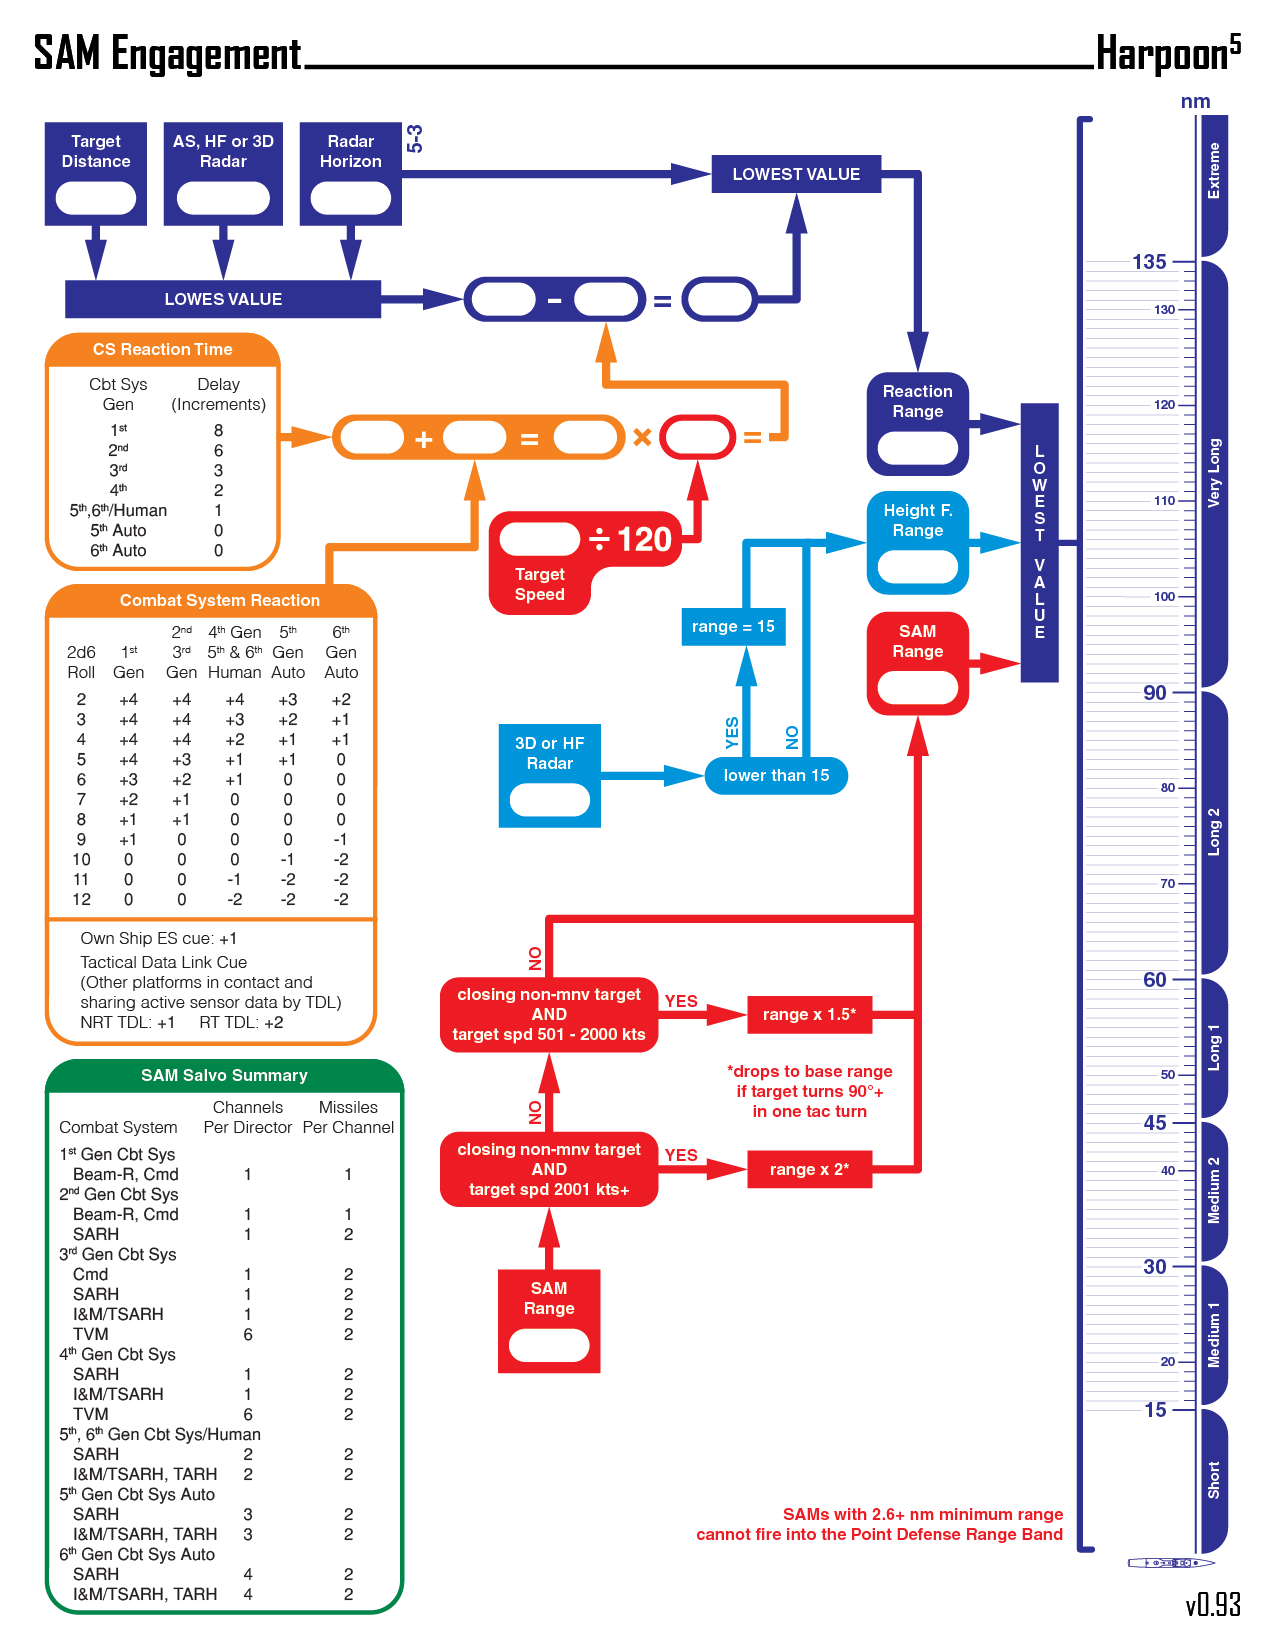 SAM Engagement
Harpoon5
nm
Target
Distance
AS, HF or 3D
Radar
Radar
Horizon
5-3
LOWEST VALUE
LOWES VALUE
-
=
CS Reaction Time
Cbt Sys Gen Delay (Increments)
1st 8
2nd 6
3rd 3
4th 2
5th,6th/Human 1
5th Auto 0
6th Auto 0
+ = × =
÷ 120
Target
Speed
Reaction
Range
Height F.
Range
SAM
Range
LOWEST VALUE
range = 15
YES
NO
3D or HF
Radar
lower than 15
Combat System Reaction
2nd 4th Gen 5th 6th
2d6 1st 3rd 5th & 6th Gen Gen
Roll Gen Gen Human Auto Auto
2 +4 +4 +4 +3 +2
3 +4 +4 +3 +2 +1
4 +4 +4 +2 +1 +1
5 +4 +3 +1 +1 0
6 +3 +2 +1 0 0
7 +2 +1 0 0 0
8 +1 +1 0 0 0
9 +1 0 0 0 -1
10 0 0 0 -1 -2
11 0 0 -1 -2 -2
12 0 0 -2 -2 -2
Own Ship ES cue: +1
Tactical Data Link Cue
(Other platforms in contact and
sharing active sensor data by TDL)
NRT TDL: +1 RT TDL: +2
NO
closing non-mnv target
AND
target spd 501 - 2000 kts
YES
range x 1.5*
*drops to base range
if target turns 90°+
in one tac turn
NO
closing non-mnv target
AND
target spd 2001 kts+
YES
range x 2*
SAM
Range
SAM Salvo Summary
Channels Missiles
Combat System Per Director Per Channel
1st Gen Cbt Sys
Beam-R, Cmd 1 1
2nd Gen Cbt Sys
Beam-R, Cmd 1 1
SARH 1 2
3rd Gen Cbt Sys
Cmd 1 2
SARH 1 2
I&M/TSARH 1 2
TVM 6 2
4th Gen Cbt Sys
SARH 1 2
I&M/TSARH 1 2
TVM 6 2
5th, 6th Gen Cbt Sys/Human
SARH 2 2
I&M/TSARH, TARH 2 2
5th Gen Cbt Sys Auto
SARH 3 2
I&M/TSARH, TARH 3 2
6th Gen Cbt Sys Auto
SARH 4 2
I&M/TSARH, TARH 4 2
SAMs with 2.6+ nm minimum range
cannot fire into the Point Defense Range Band
Extreme
135
130
120
Very Long
110
100
90
80
Long 2
70
60
Long 1
50
45
Medium 2
40
30
Medium 1
20
15
Short
v0.93